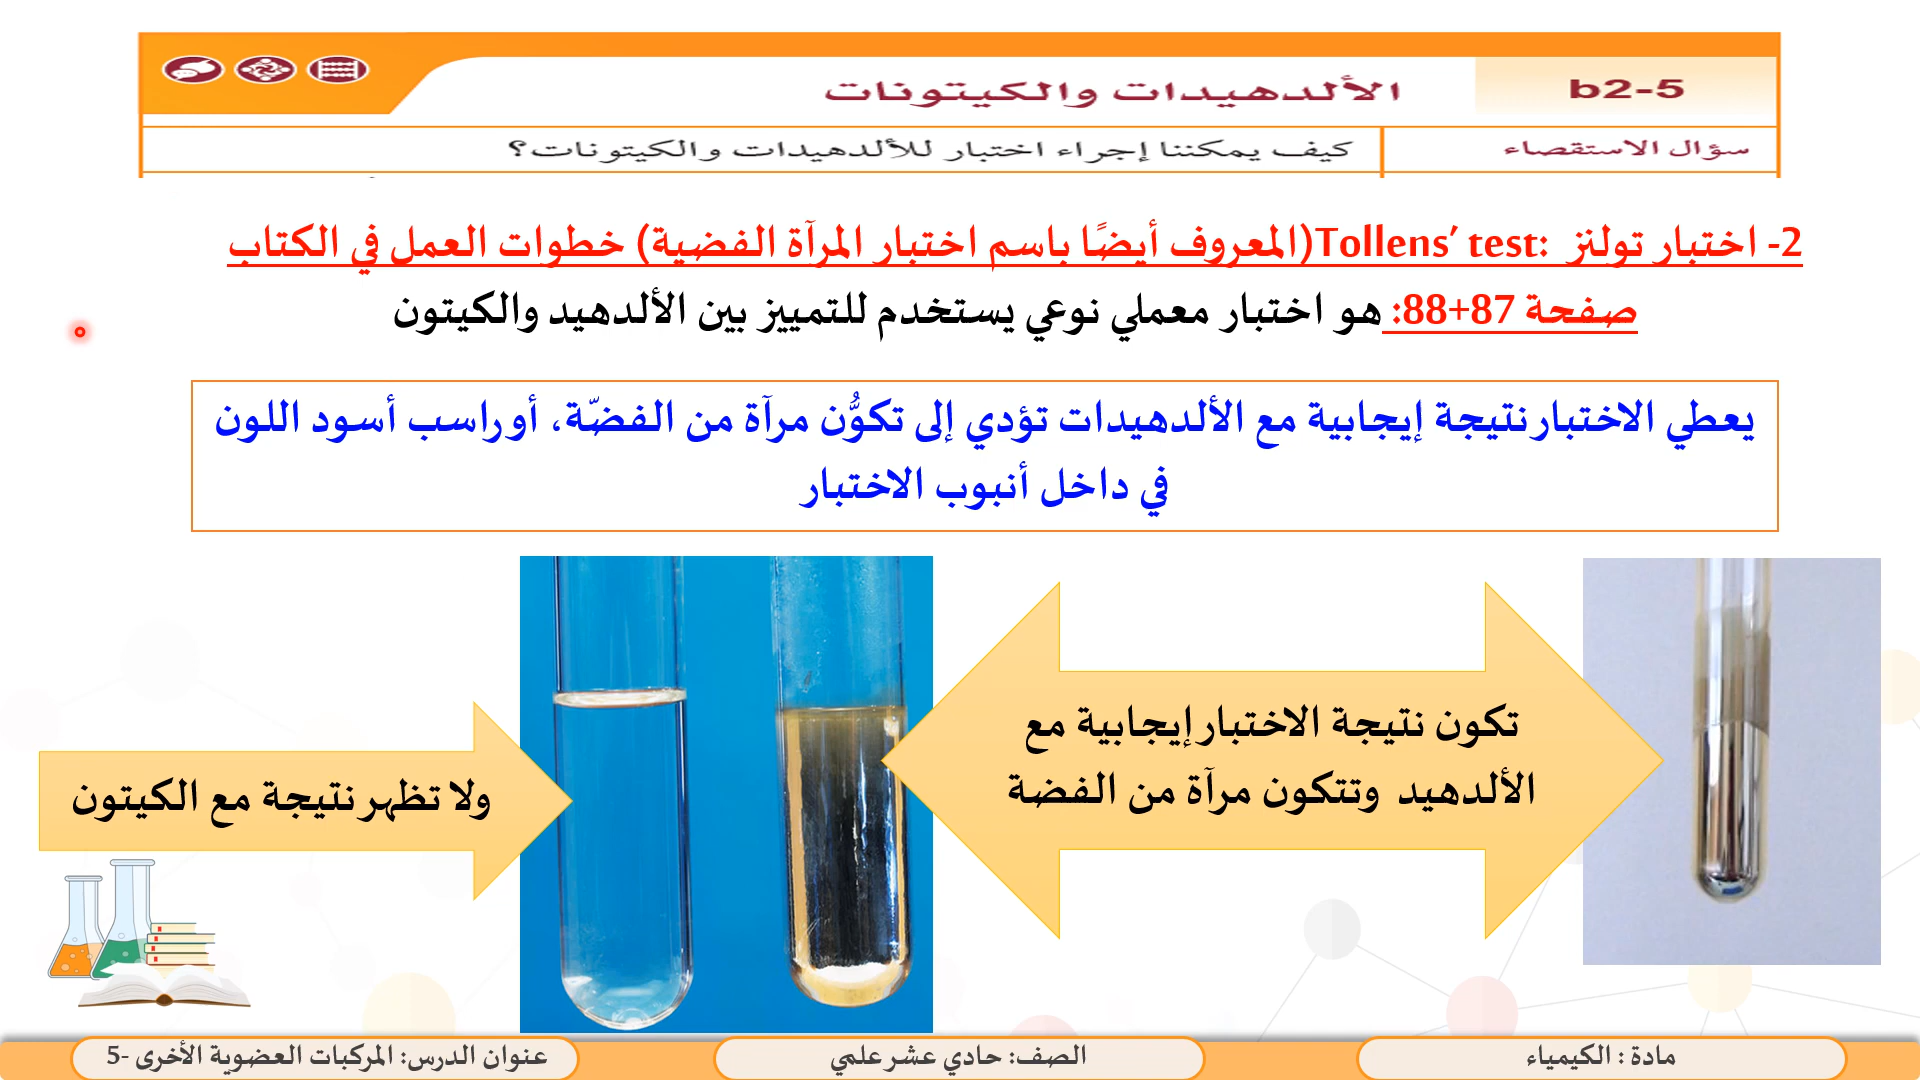 b2-5 الألدهيدات والكيتونات
سؤال الاستقصاء كيف يمكننا إجراء اختبار للألدهيدات والكيتونات؟
2- اختبار تولنز Tollens’ test:(المعروف أيضًا باسم اختبار المرآة الفضية) خطوات العمل في الكتاب
صفحة 87+88: هو اختبار معملي نوعي يستخدم للتمييز بين الألدهيد والكيتون
يعطي الاختبار نتيجة إيجابية مع الألدهيدات تؤدي إلى تكوُّن مرآة من الفضّة، أو راسب أسود اللون
في داخل أنبوب الاختبار
تكون نتيجة الاختبار إيجابية مع
الألدهيد وتتكون مرآة من الفضة
ولا تظهر نتيجة مع الكيتون
مادة : الكيمياء
الصف: حادي عشر علمي
عنوان الدرس: المركبات العضوية الأخرى -5